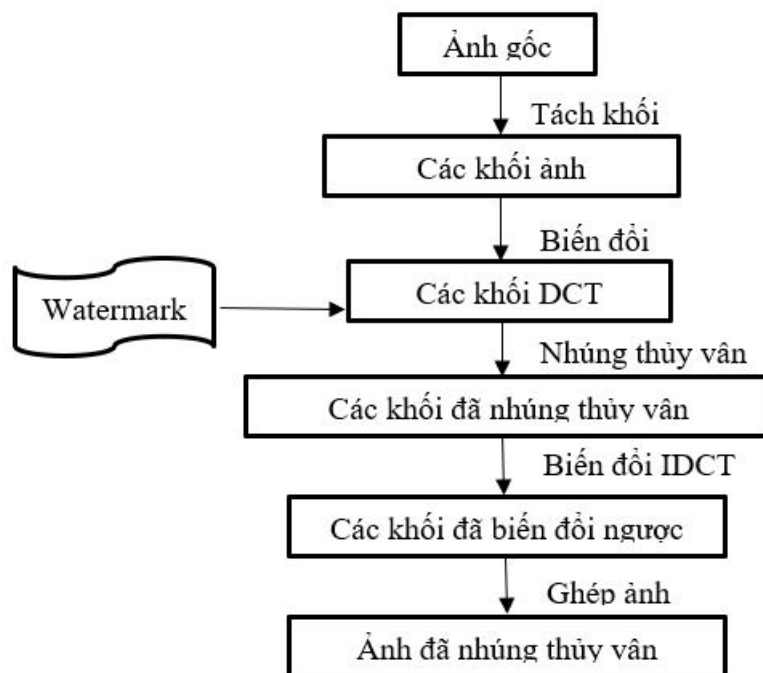 Ảnh gốc
Tách khối
Các khối ảnh
Biến đổi
Các khối DCT
Watermark
Nhúng thủy vân
Các khối đã nhúng thủy vân
Biến đổi IDCT
Các khối đã biến đổi ngược
Ghép ảnh
Ảnh đã nhúng thủy vân